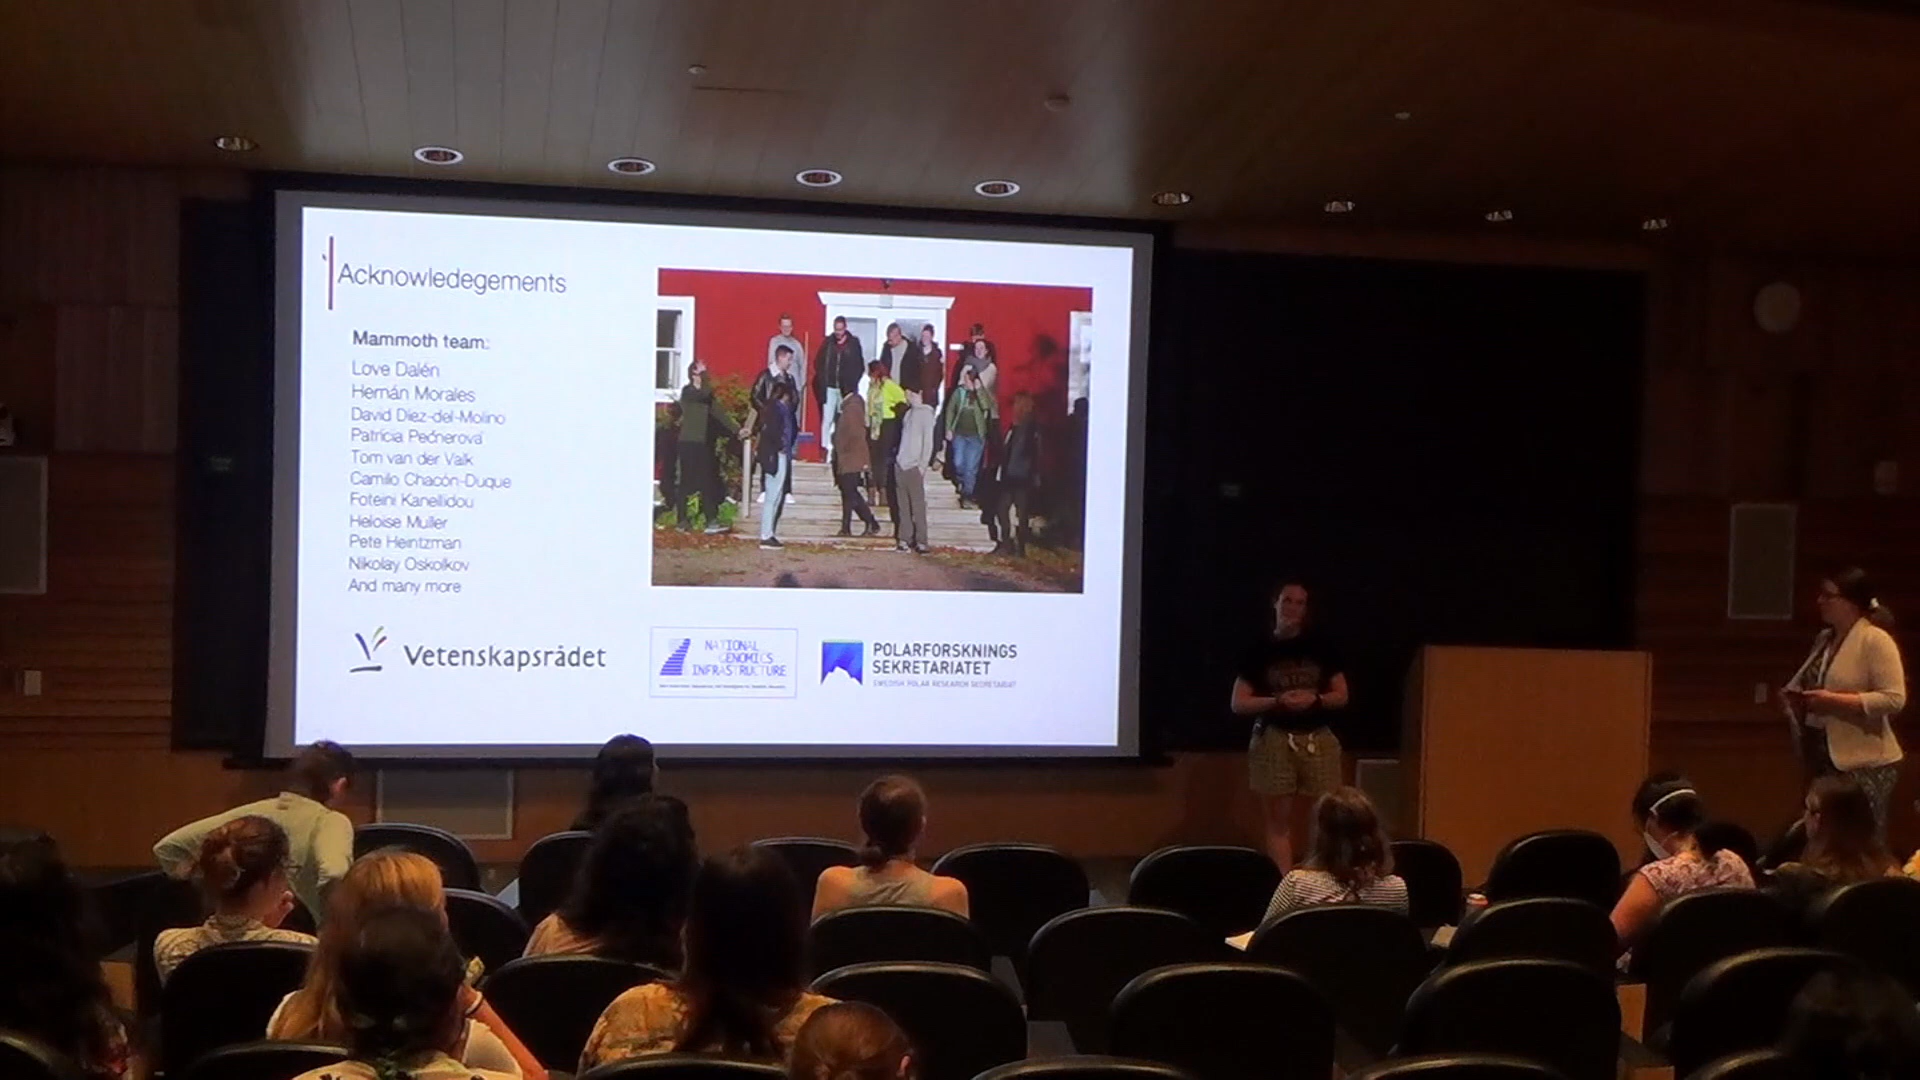 Acknowledegements
Mammoth team:
Love Dalén
Hernán Morales
David Díez-del-Molino
Patrícia Pečnerová
Tom van der Valk
Camilo Chacón-Duque
Foteini Kanellidou
Heloise Muller
Pete Heintzman
Nikolay Oskolkov
And many more
Vetenskapsrådet
NATIONAL
GENOMICS
INFRASTRUCTURE
POLARFORSKNINGS
SEKRETARIATET
SWEDISH POLAR RESEARCH SECRETARIAT